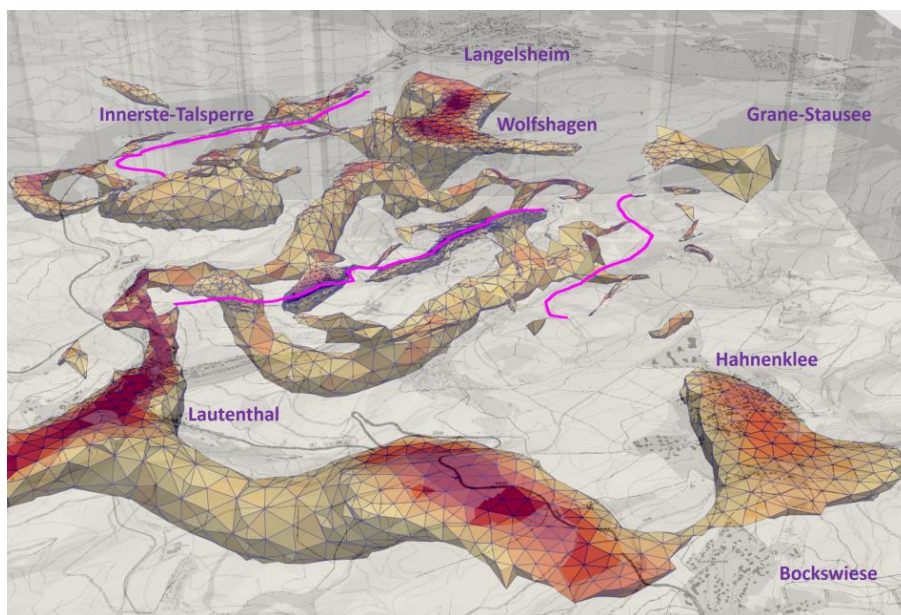 Langelsheim
Innerste-Talsperre
Wolfshagen
Grane-Stausee
Hahnenklee
Lautenthal
Bockswiese